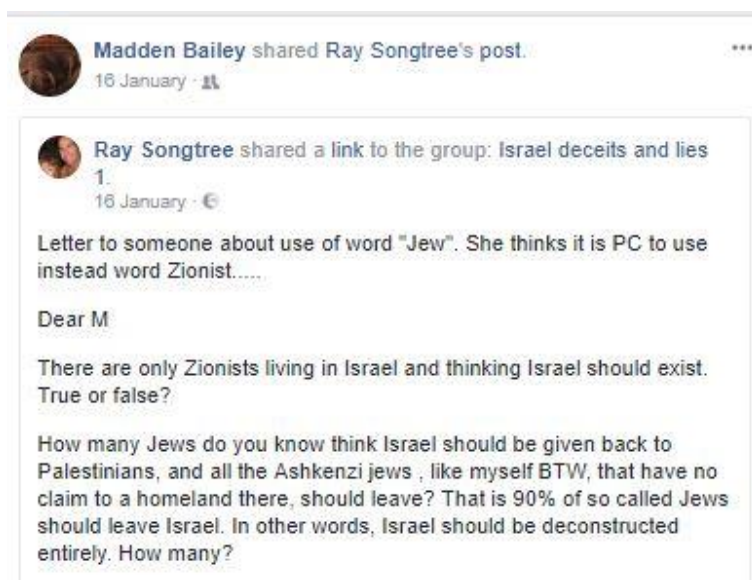 Madden Bailey shared Ray Songtree's post.
16 January ·
Ray Songtree shared a link to the group: Israel deceits and lies
1.
16 January ·
Letter to someone about use of word "Jew". She thinks it is PC to use
instead word Zionist.....
Dear M
There are only Zionists living in Israel and thinking Israel should exist.
True or false?
How many Jews do you know think Israel should be given back to
Palestinians, and all the Ashkenzi jews , like myself BTW, that have no
claim to a homeland there, should leave? That is 90% of so called Jews
should leave Israel. In other words, Israel should be deconstructed
entirely. How many?